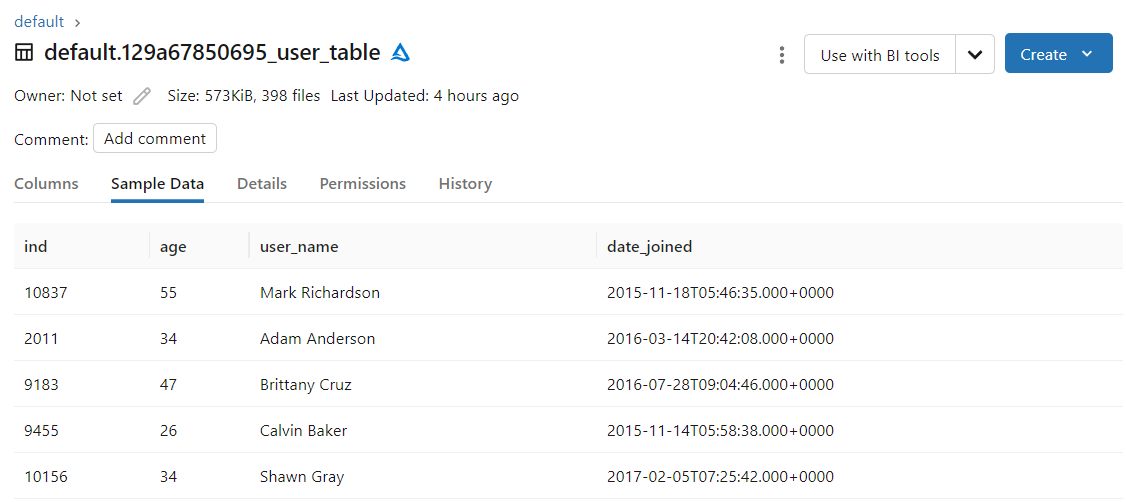 default >
default.129a67850695_user_table
Use with BI tools
Create
Owner: Not set Size: 573KiB, 398 files Last Updated: 4 hours ago
Comment: Add comment
Columns Sample Data Details Permissions History
ind age user_name date_joined
10837 55 Mark Richardson 2015-11-18T05:46:35.000+0000
2011 34 Adam Anderson 2016-03-14T20:42:08.000+0000
9183 47 Brittany Cruz 2016-07-28T09:04:46.000+0000
9455 26 Calvin Baker 2015-11-14T05:58:38.000+0000
10156 34 Shawn Gray 2017-02-05T07:25:42.000+0000